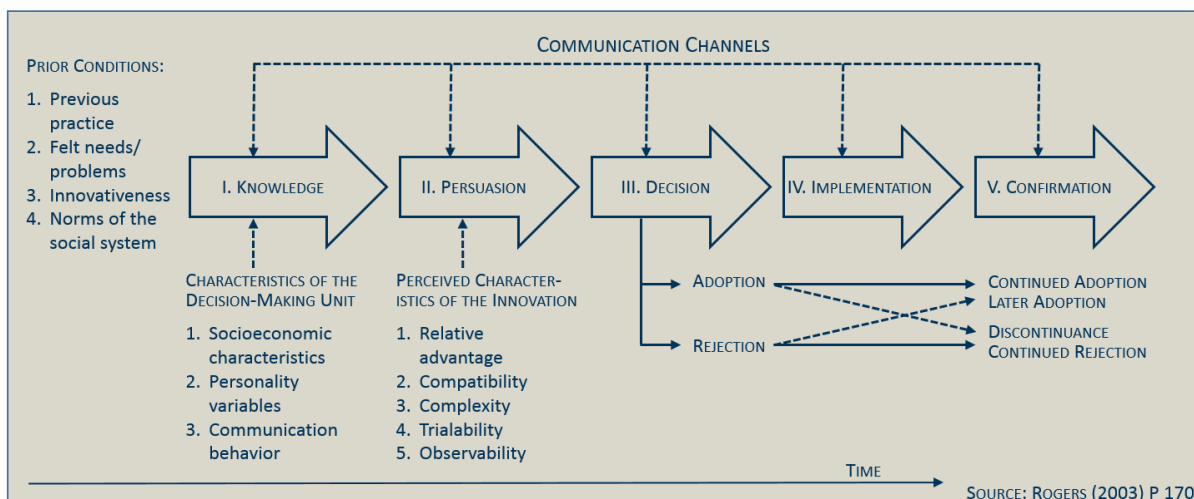 COMMUNICATION CHANNELS
PRIOR CONDITIONS:
1. Previous
practice
2. Felt needs/
problems
3. Innovativeness
4. Norms of the
social system
I. KNOWLEDGE
II. PERSUASION
III. DECISION
IV. IMPLEMENTATION
V. CONFIRMATION
CHARACTERISTICS OF THE
DECISION-MAKING UNIT
1. Socioeconomic
characteristics
2. Personality
variables
3. Communication
behavior
PERCEIVED CHARACTER-
ISTICS OF THE INNOVATION
1. Relative
advantage
2. Compatibility
3. Complexity
4. Trialability
5. Observability
ADOPTION
REJECTION
CONTINUED ADOPTION
LATER ADOPTION
DISCONTINUANCE
CONTINUED REJECTION
TIME
SOURCE: ROGERS (2003) P 170